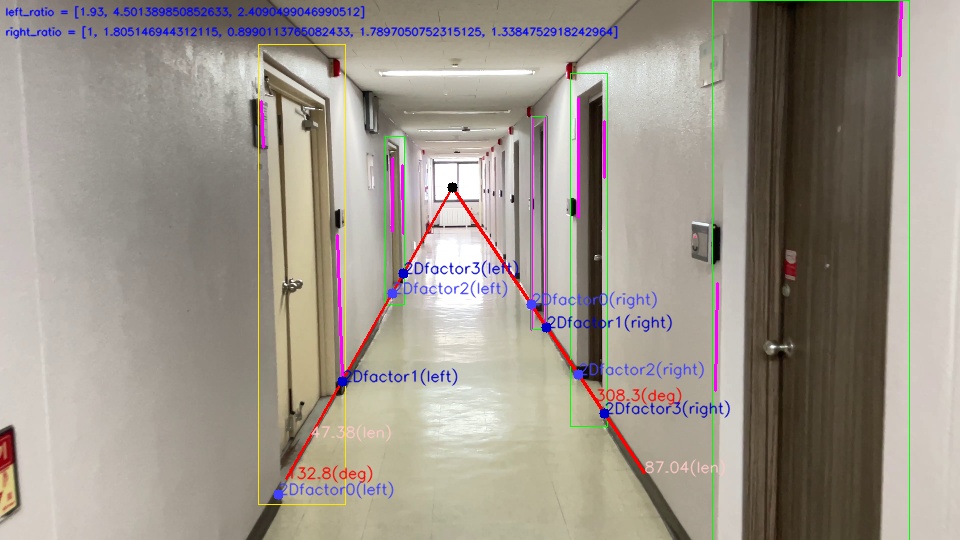 left_ratio = [1.93, 4.501389850852633, 2.4090499046990512]
right_ratio = [1, 1.805146944312115, 0.8990113765082433, 1.7897050752315125, 1.3384752918242964]
2Dfactor3(left)
2Dfactor2(left)
2Dfactor0(right)
2Dfactor1(right)
2Dfactor2(right)
2Dfactor1(left)
308.3(deg)
2Dfactor3(right)
47.38(len)
87.04(len)
132.8(deg)
2Dfactor0(left)